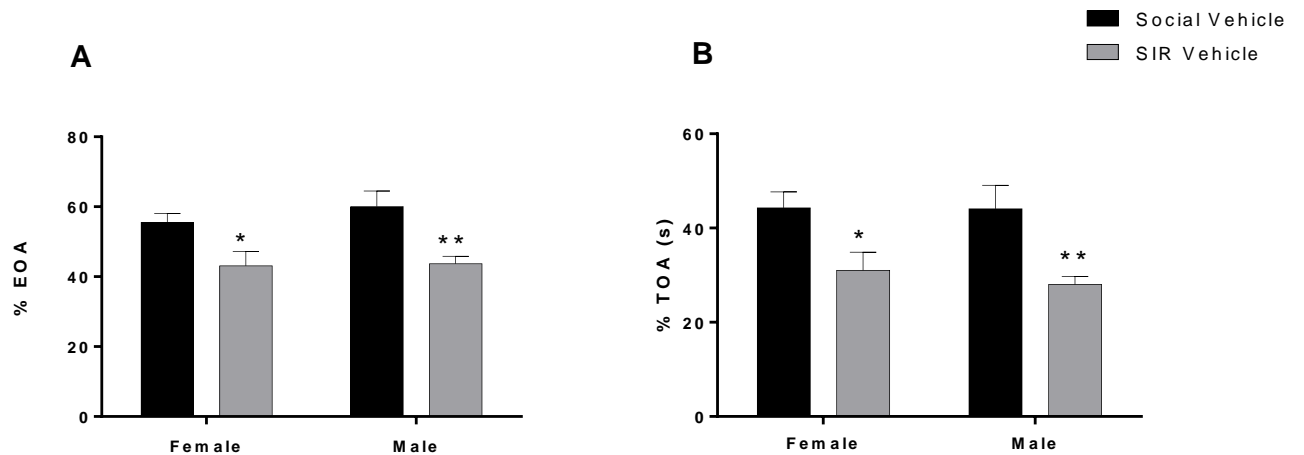 Social Vehicle
SIR Vehicle
A
% EOA
80
60
40
20
0
*
**
Female
Male
B
% TOA (s)
60
40
20
0
*
**
Female
Male